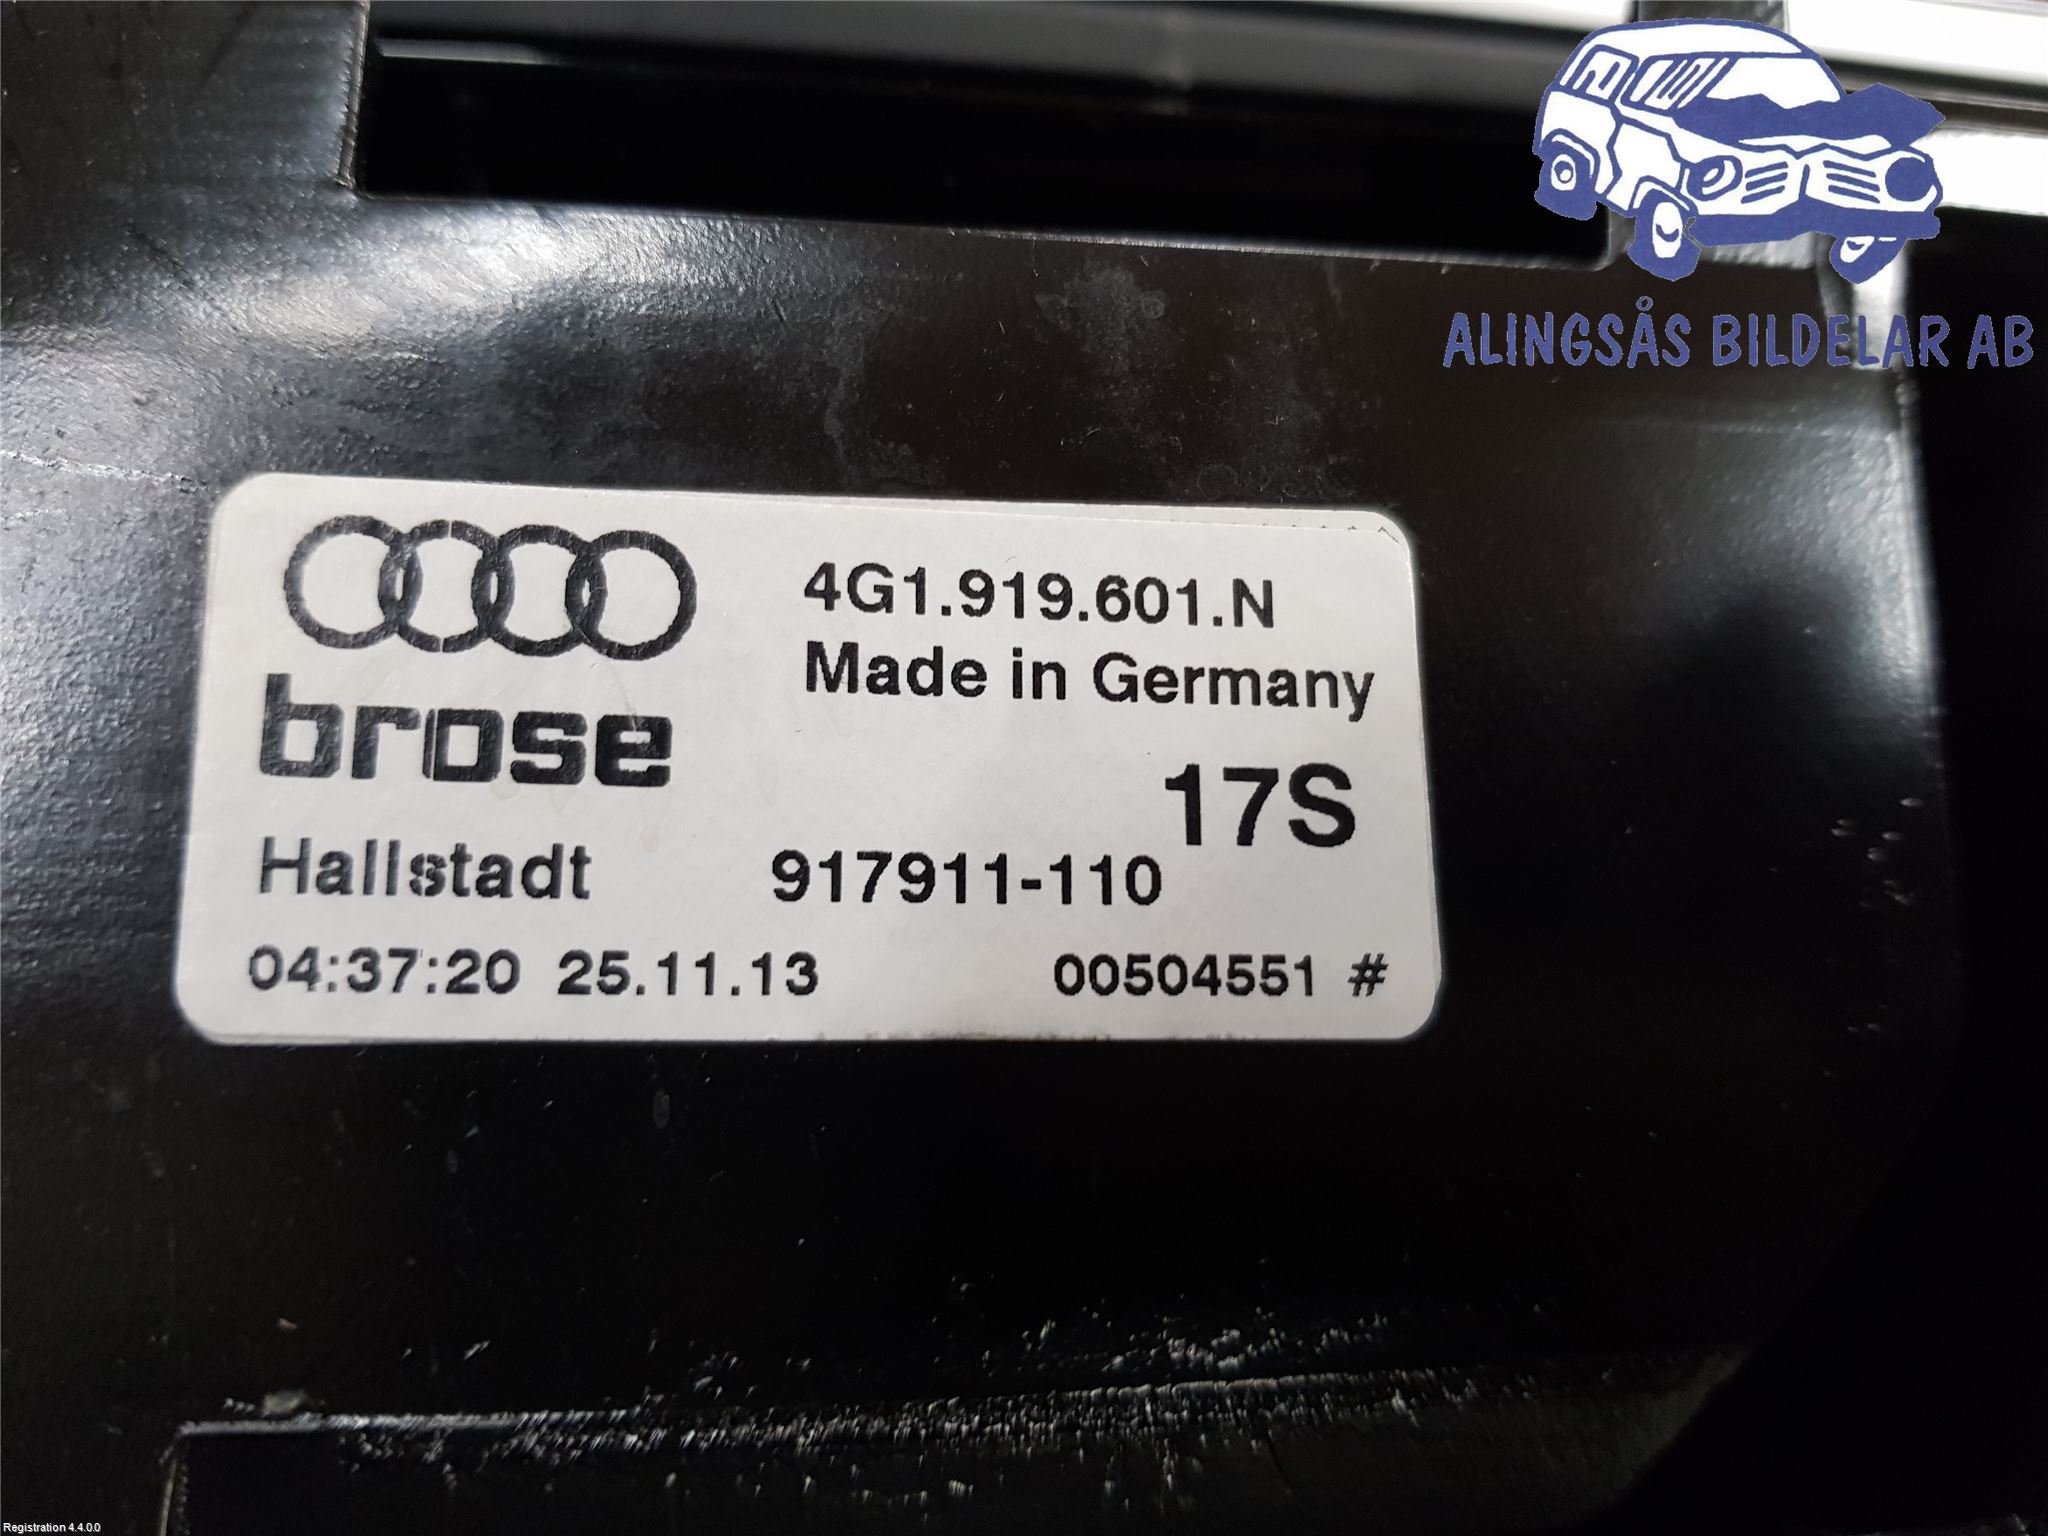 ALINGSÅS BILDELAR AB
4G1.919.601.N
Made in Germany
brose
17S
Hallstadt 917911-110
04:37:20 25.11.13 00504551 #
Registration 4.4.0.0